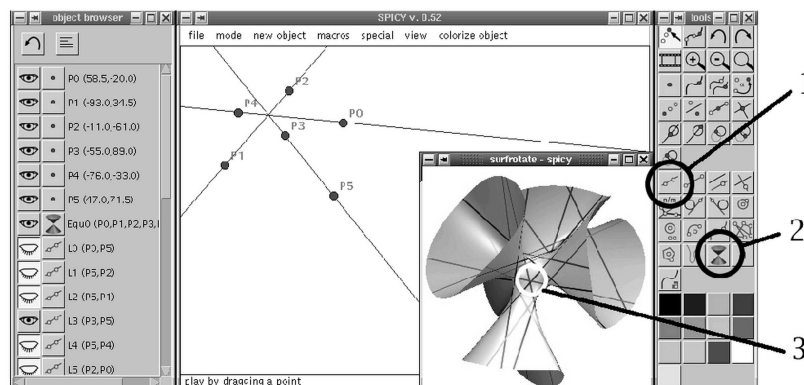 object browser
SPICY v. 0.52
tools
file mode new object macros special view colorize object
P0 (58.5,-20.0)
P1 (-93.0,34.5)
P2 (-11.0,-61.0)
P3 (-55.0,89.0)
P4 (-76.0,-33.0)
P5 (47.0,71.5)
Equ0 (P0,P1,P2,P3,
L0 (P0,P5)
L1 (P5,P2)
L2 (P5,P1)
L3 (P3,P5)
L4 (P5,P4)
L5 (P2,P0)
P2
P4
P0
P3
P1
P5
surfrotate - spicy
play by dragging a point
1
2
3